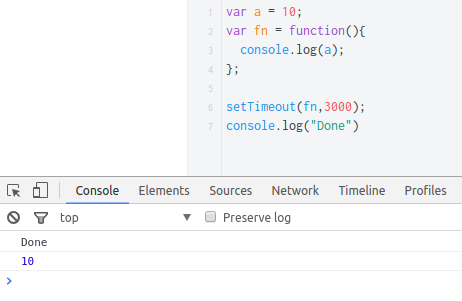 1 var a = 10;
2 var fn = function(){
3   console.log(a);
4 };
5
6 setTimeout(fn,3000);
7 console.log("Done")
Console Elements Sources Network Timeline Profiles
top Preserve log
Done
10